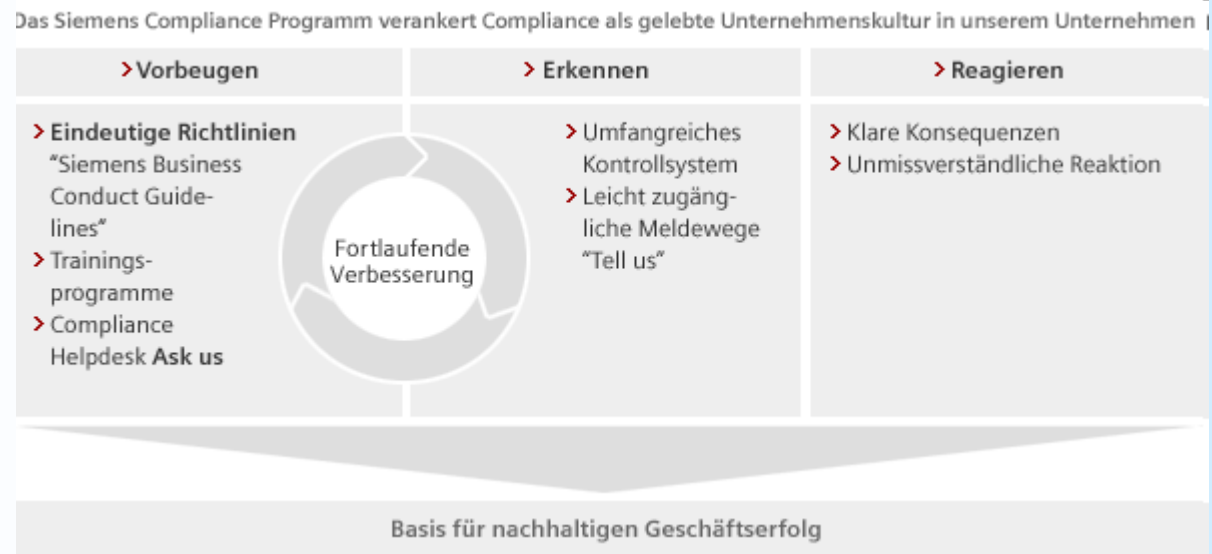 Das Siemens Compliance Programm verankert Compliance als gelebte Unternehmenskultur in unserem Unternehmen
>Vorbeugen
> Erkennen
> Reagieren
> Eindeutige Richtlinien
"Siemens Business
Conduct Guide-
lines"
> Trainings-
programme
> Compliance
Helpdesk Ask us
Fortlaufende
Verbesserung
> Umfangreiches
Kontrollsystem
> Leicht zugäng-
liche Meldewege
"Tell us"
> Klare Konsequenzen
> Unmissverständliche Reaktion
Basis für nachhaltigen Geschäftserfolg